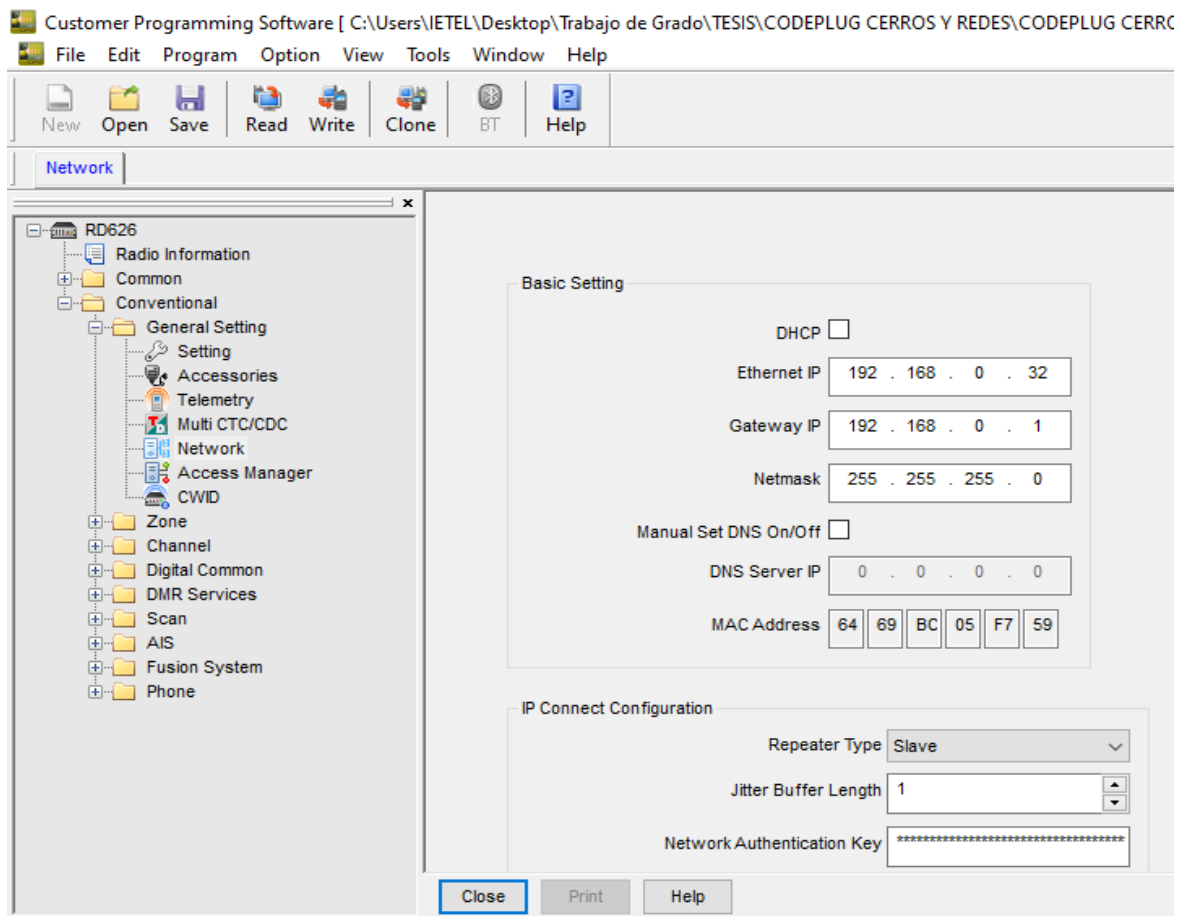 Customer Programming Software [ C:\Users\IETEL\Desktop\Trabajo de Grado\TESIS\CODEPLUG CERROS Y REDES\CODEPLUG CERRO
File Edit Program Option View Tools Window Help
New Open Save Read Write Clone BT Help
Network
RD626
Radio Information
Common
Conventional
General Setting
Setting
Accessories
Telemetry
Multi CTC/CDC
Network
Access Manager
CWID
Zone
Channel
Digital Common
DMR Services
Scan
AIS
Fusion System
Phone
Basic Setting
DHCP
Ethernet IP 192 . 168 . 0 . 32
Gateway IP 192 . 168 . 0 . 1
Netmask 255 . 255 . 255 . 0
Manual Set DNS On/Off
DNS Server IP 0 . 0 . 0 . 0
MAC Address 64 69 BC 05 F7 59
IP Connect Configuration
Repeater Type Slave
Jitter Buffer Length 1
Network Authentication Key ************************************
Close Print Help